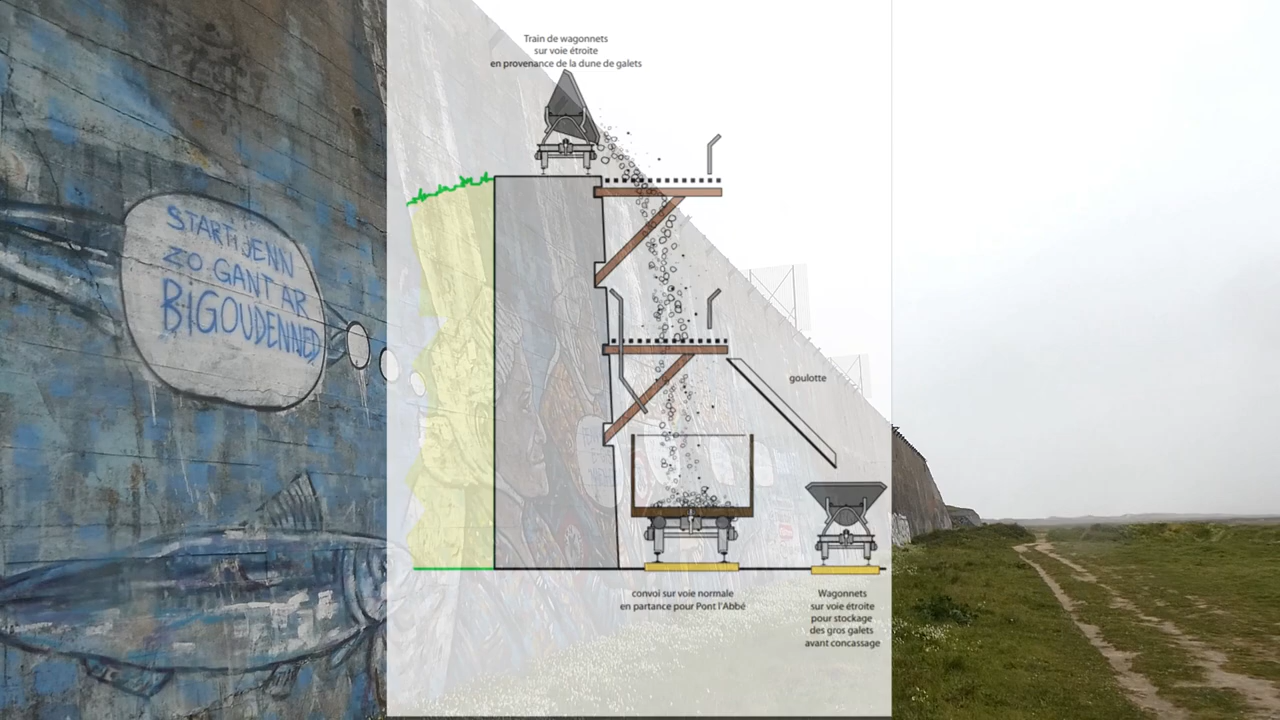 START'JENN
ZO GANT AR
BIGOUDENNED
Train de wagonnets
sur voie étroite
en provenance de la dune de galets
goulotte
convoi sur voie normale
en partance pour Pont l'Abbé
Wagonnets
sur voie étroite
pour stockage
des gros galets
avant concassage